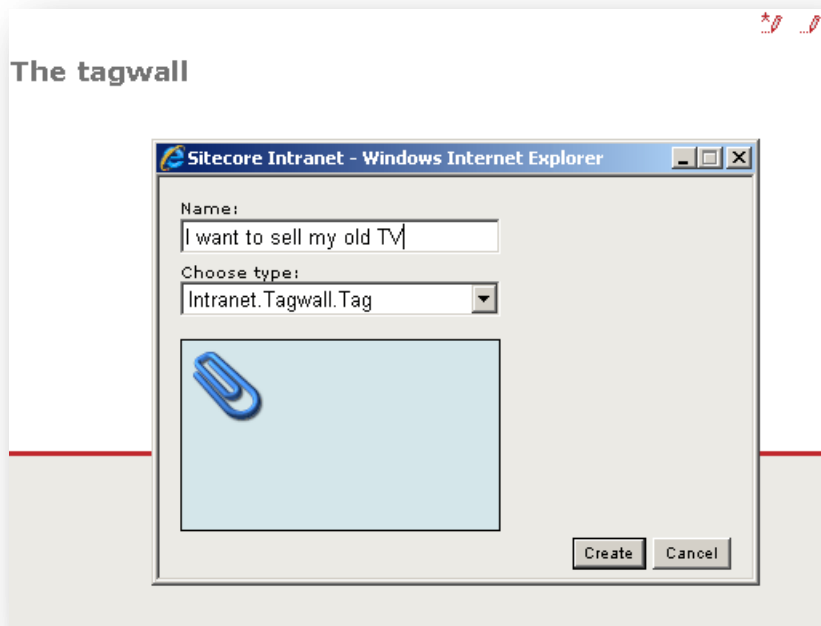 The tagwall
Sitecore Intranet - Windows Internet Explorer
Name:
I want to sell my old TV
Choose type:
Intranet.Tagwall.Tag
Create Cancel